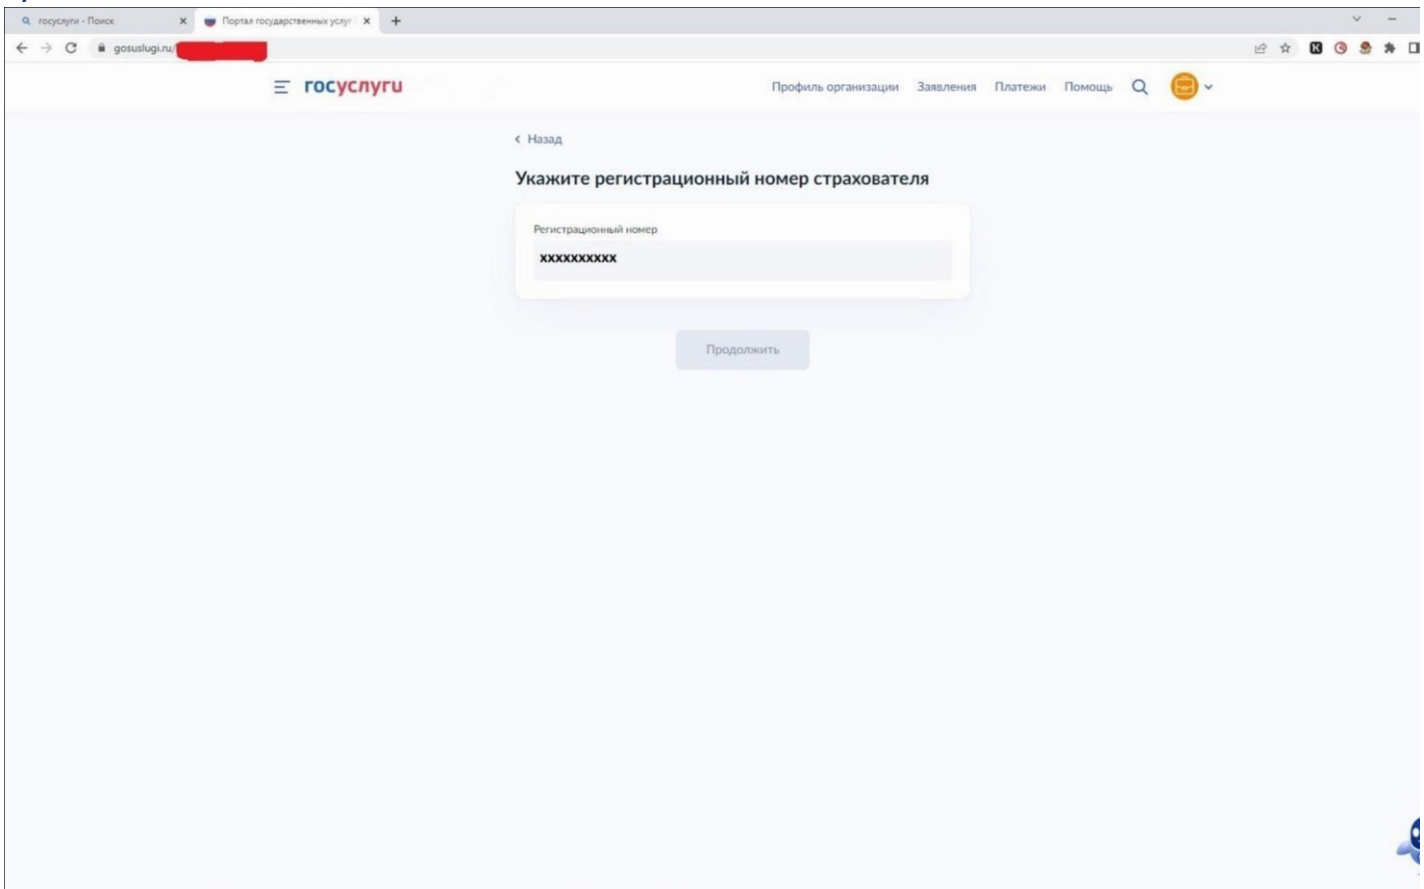 госуслуги - Поиск
Портал государственных услуг
gosuslugi.ru/
госуслуги
Профиль организации Заявления Платежи Помощь
Назад
Укажите регистрационный номер страхователя
Регистрационный номер
xxxxxxxxxx
Продолжить